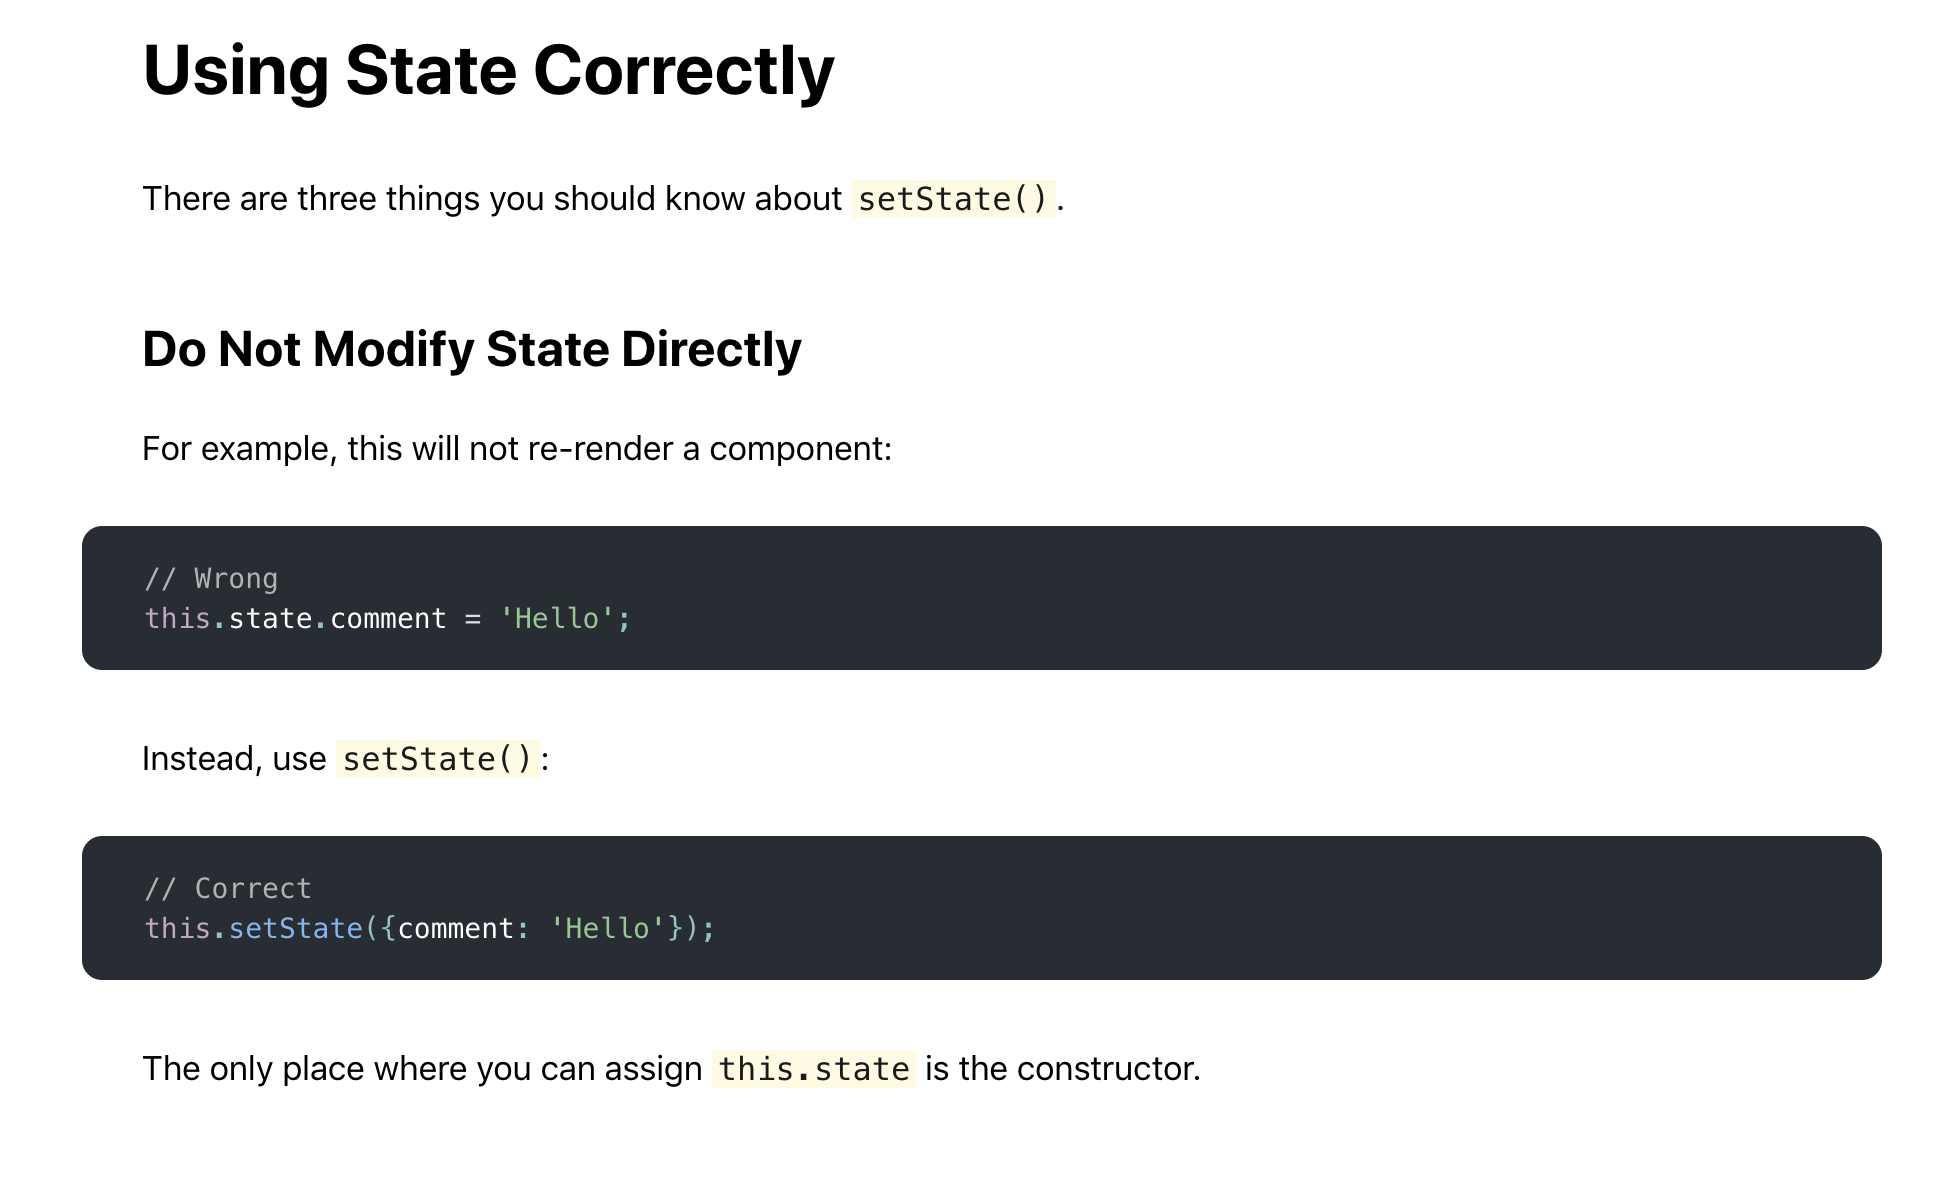 Using State Correctly
There are three things you should know about setState().
Do Not Modify State Directly
For example, this will not re-render a component:
// Wrong
this.state.comment = 'Hello';
Instead, use setState():
// Correct
this.setState({comment: 'Hello'});
The only place where you can assign this.state is the constructor.